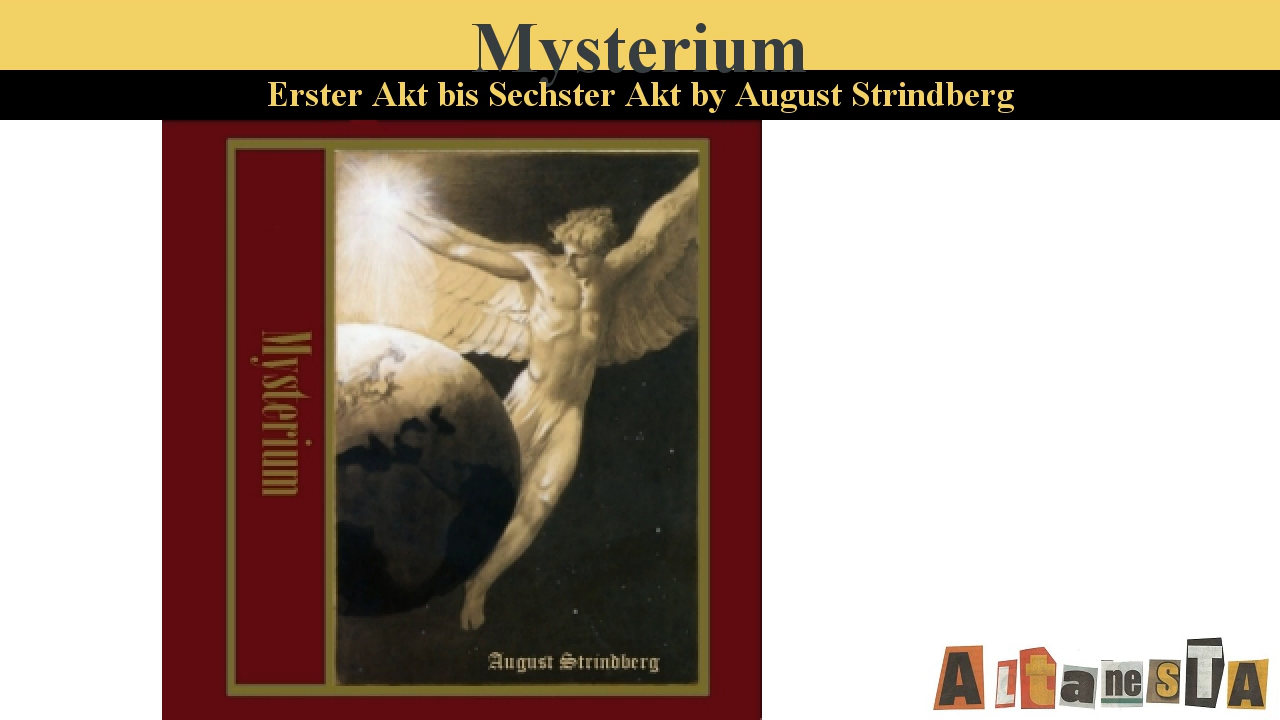 Mysterium
Erster Akt bis Sechster Akt by August Strindberg
Mysterium
August Strindberg
AltanesTA